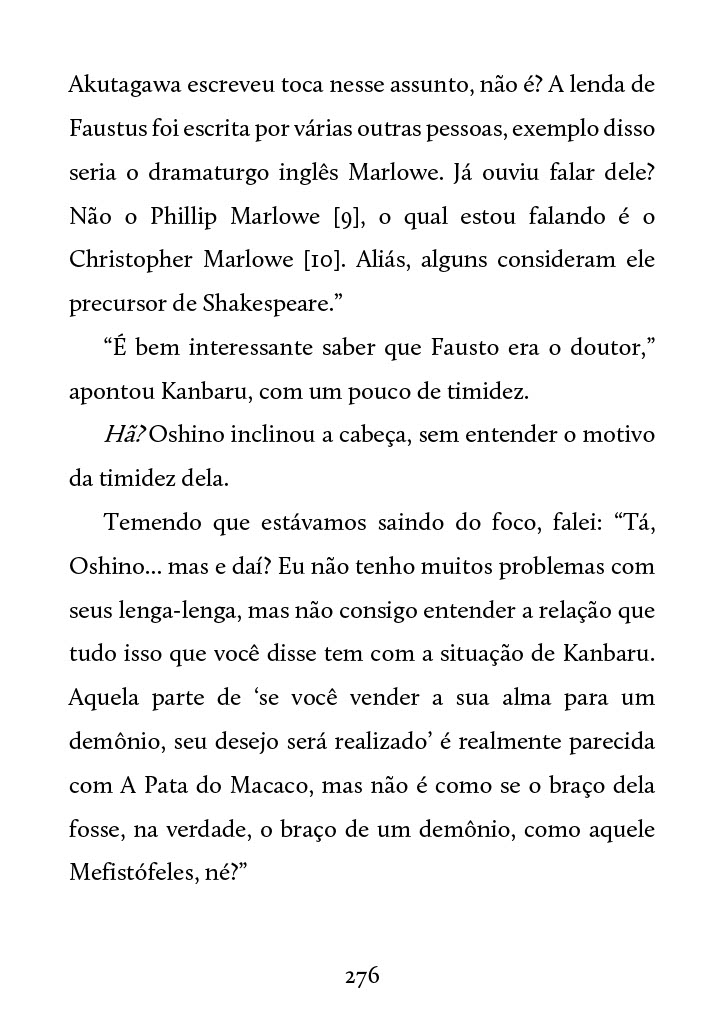 Akutagawa escreveu toca nesse assunto, não é? A lenda de
Faustus foi escrita por várias outras pessoas, exemplo disso
seria o dramaturgo inglês Marlowe. Já ouviu falar dele?
Não o Phillip Marlowe [9], o qual estou falando é o
Christopher Marlowe [10]. Aliás, alguns consideram ele
precursor de Shakespeare.”
“É bem interessante saber que Fausto era o doutor,”
apontou Kanbaru, com um pouco de timidez.
Hã? Oshino inclinou a cabeça, sem entender o motivo
da timidez dela.
Temendo que estávamos saindo do foco, falei: “Tá,
Oshino... mas e daí? Eu não tenho muitos problemas com
seus lenga-lenga, mas não consigo entender a relação que
tudo isso que você disse tem com a situação de Kanbaru.
Aquela parte de ‘se você vender a sua alma para um
demônio, seu desejo será realizado’ é realmente parecida
com A Pata do Macaco, mas não é como se o braço dela
fosse, na verdade, o braço de um demônio, como aquele
Mefistófeles, né?”
276